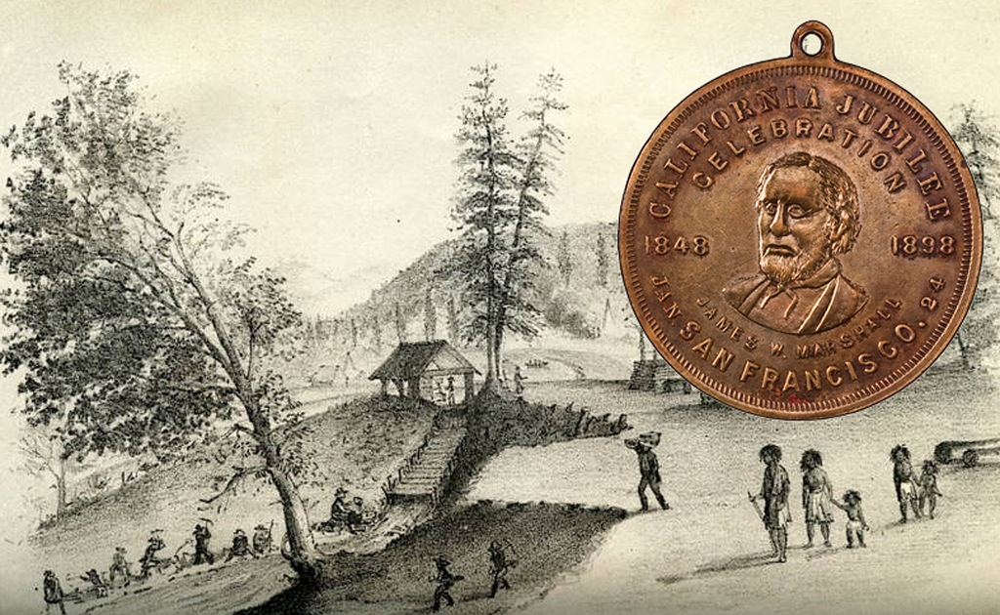 CALIFORNIA JUBILEE
CELEBRATION
1848 1898
JAMES W. MARSHALL
JAN SAN FRANCISCO. 24